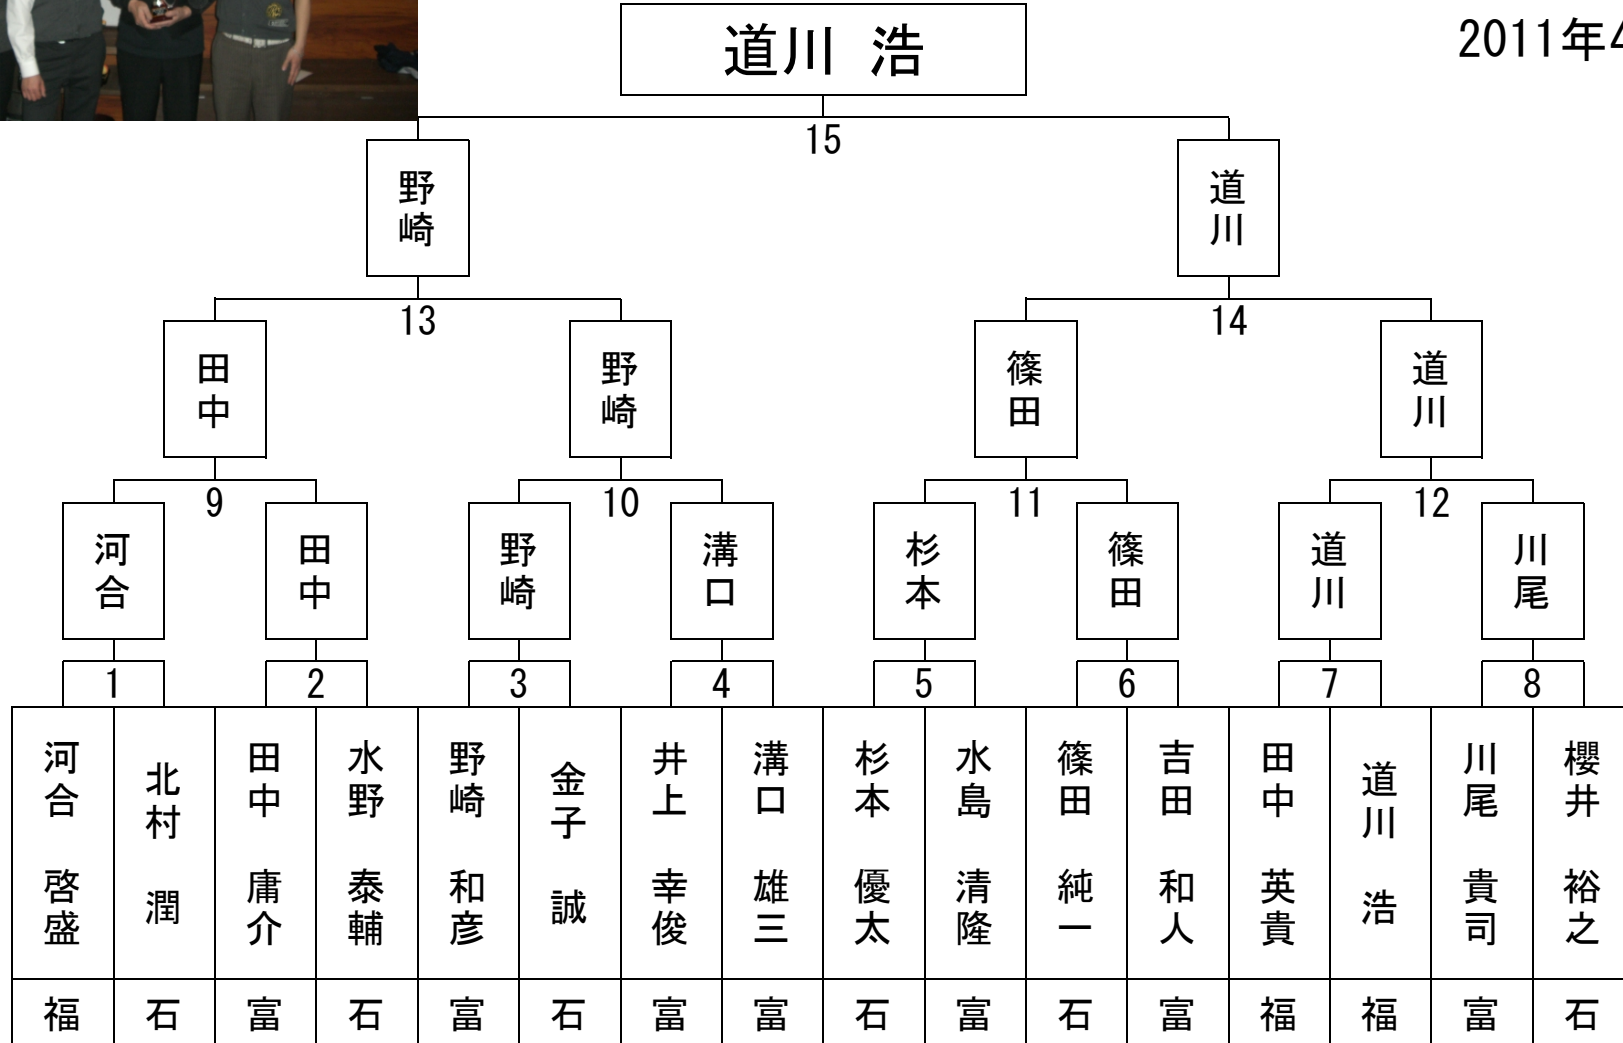 道川 浩
2011年4
15
野崎
道川
13
14
田中
野崎
篠田
道川
9
10
11
12
河合
田中
野崎
溝口
杉本
篠田
道川
川尾
1
2
3
4
5
6
7
8
河合 啓盛
北村 潤
田中 庸介
水野 泰輔
野崎 和彦
金子 誠
井上 幸俊
溝口 雄三
杉本 優太
水島 清隆
篠田 純一
吉田 和人
田中 英貴
道川 浩
川尾 貴司
櫻井 裕之
福
石
富
石
富
石
富
富
石
富
石
富
福
福
富
石